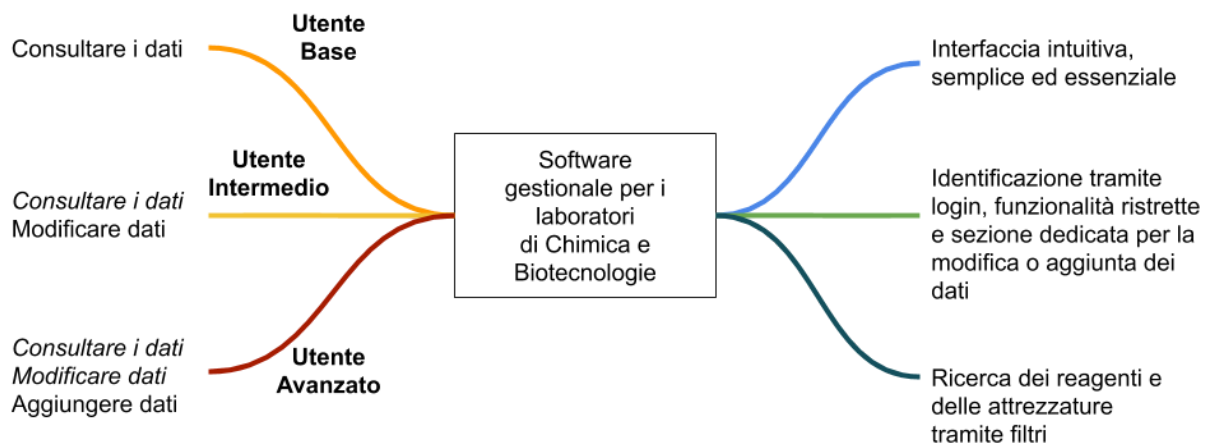 Utente
Base
Consultare i dati
Utente
Intermedio
Consultare i dati
Modificare dati
Utente
Avanzato
Consultare i dati
Modificare dati
Aggiungere dati
Software
gestionale per i
laboratori
di Chimica e
Biotecnologie
Interfaccia intuitiva,
semplice ed essenziale
Identificazione tramite
login, funzionalità ristrette
e sezione dedicata per la
modifica o aggiunta dei
dati
Ricerca dei reagenti e
delle attrezzature
tramite filtri